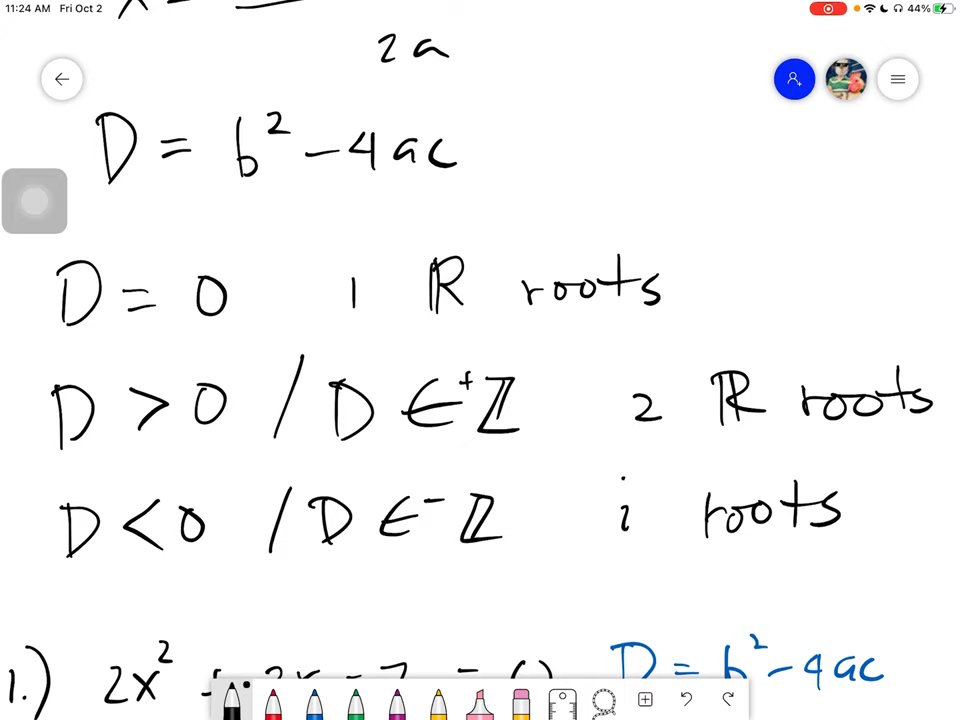 11:24 AM Fri Oct 2
44%
2a
D = b² - 4ac
D = 0 1 ℝ roots
D > 0 / D ∈⁺ℤ 2 ℝ roots
D < 0 / D ∈⁻ℤ i roots
1.) 2x²
D = b² - 4ac